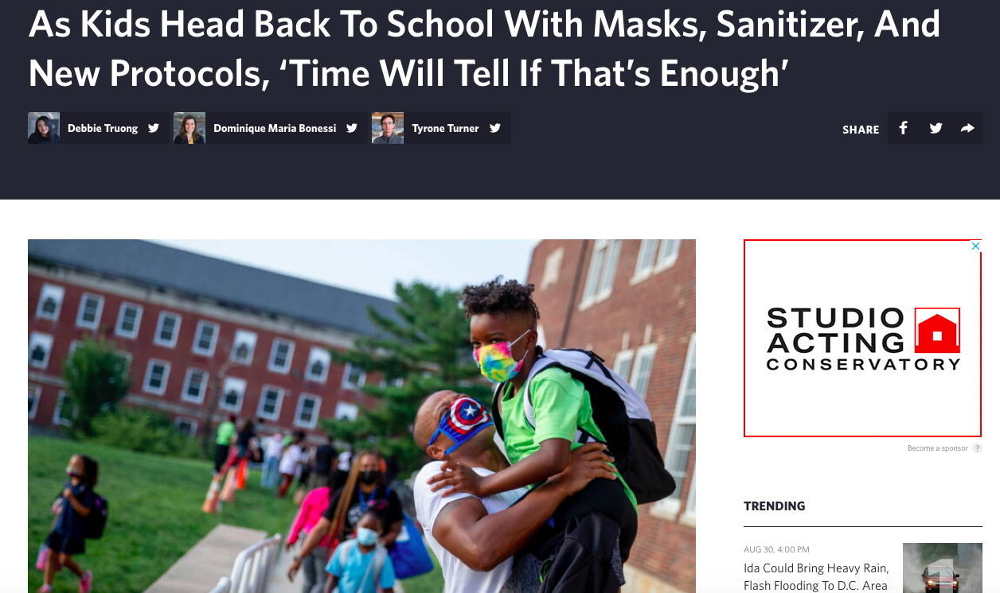 As Kids Head Back To School With Masks, Sanitizer, And
New Protocols, ‘Time Will Tell If That’s Enough’
Debbie Truong
Dominique Maria Bonessi
Tyrone Turner
SHARE
STUDIO
ACTING
CONSERVATORY
Become a sponsor ?
TRENDING
AUG 30, 4:00 PM
Ida Could Bring Heavy Rain,
Flash Flooding To D.C. Area